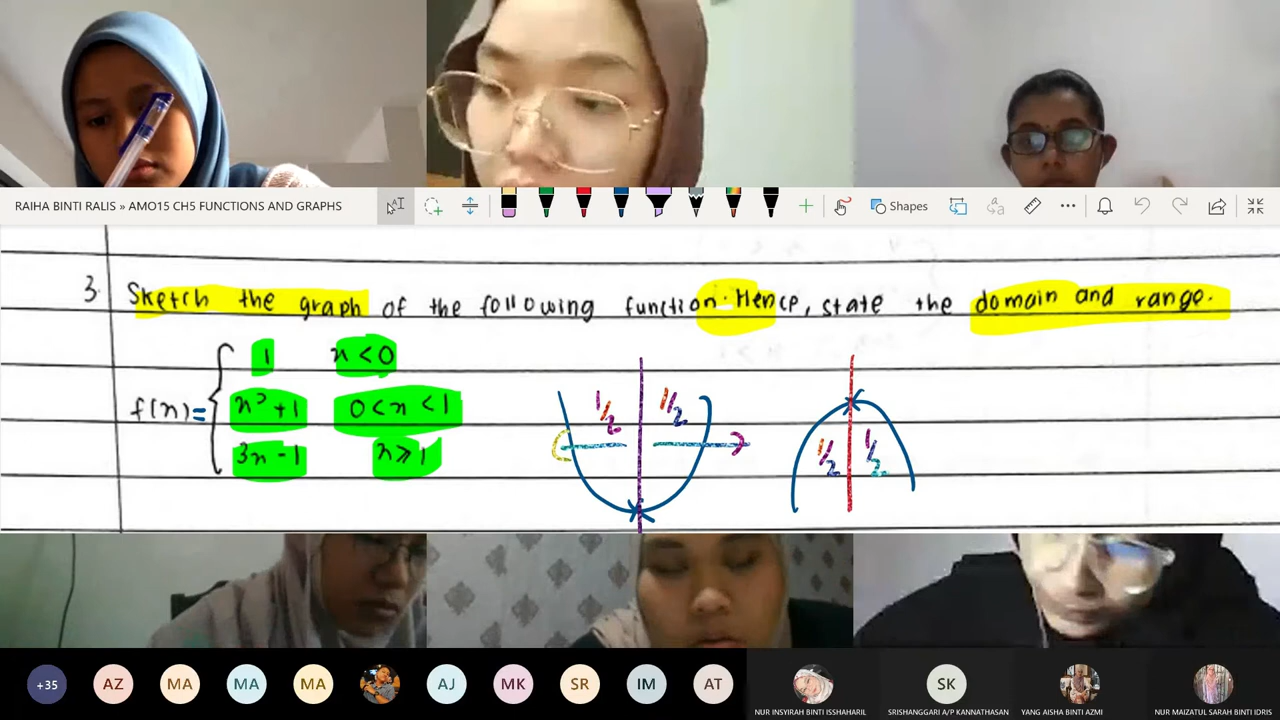 RAIHA BINTI RALIS » AMO15 CH5 FUNCTIONS AND GRAPHS
Shapes
3. Sketch the graph of the following function. Hence, state the domain and range.
f(x) = { 1 x < 0
x² + 1 0 < x < 1
3x - 1 x ⩾ 1
1/2 1/2
1/2 1/2
+35 AZ MA MA MA AJ MK SR IM AT SK
NUR INSYIRAH BINTI ISSHAHARIL SRISHANGGARI A/P KANNATHASAN YANG AISHA BINTI AZMI NUR MAIZATUL SARAH BINTI IDRIS